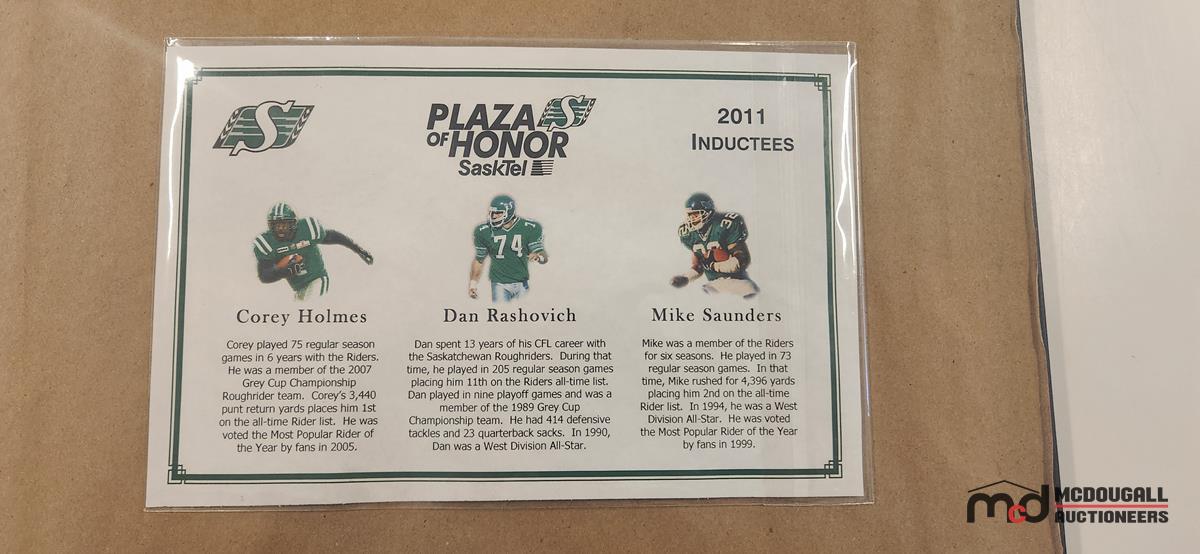 PLAZA S
OF HONOR
SaskTel
2011
INDUCTEES
74
32
Corey Holmes
Corey played 75 regular season
games in 6 years with the Riders.
He was a member of the 2007
Grey Cup Championship
Roughrider team. Corey's 3,440
punt return yards places him 1st
on the all-time Rider list. He was
voted the Most Popular Rider of
the Year by fans in 2005.
Dan Rashovich
Dan spent 13 years of his CFL career with
the Saskatchewan Roughriders. During that
time, he played in 205 regular season games
placing him 11th on the Riders all-time list.
Dan played in nine playoff games and was a
member of the 1989 Grey Cup
Championship team. He had 414 defensive
tackles and 23 quarterback sacks. In 1990,
Dan was a West Division All-Star.
Mike Saunders
Mike was a member of the Riders
for six seasons. He played in 73
regular season games. In that
time, Mike rushed for 4,396 yards
placing him 2nd on the all-time
Rider list. In 1994, he was a West
Division All-Star. He was voted
the Most Popular Rider of the Year
by fans in 1999.
mcd MCDOUGALL
AUCTIONEERS